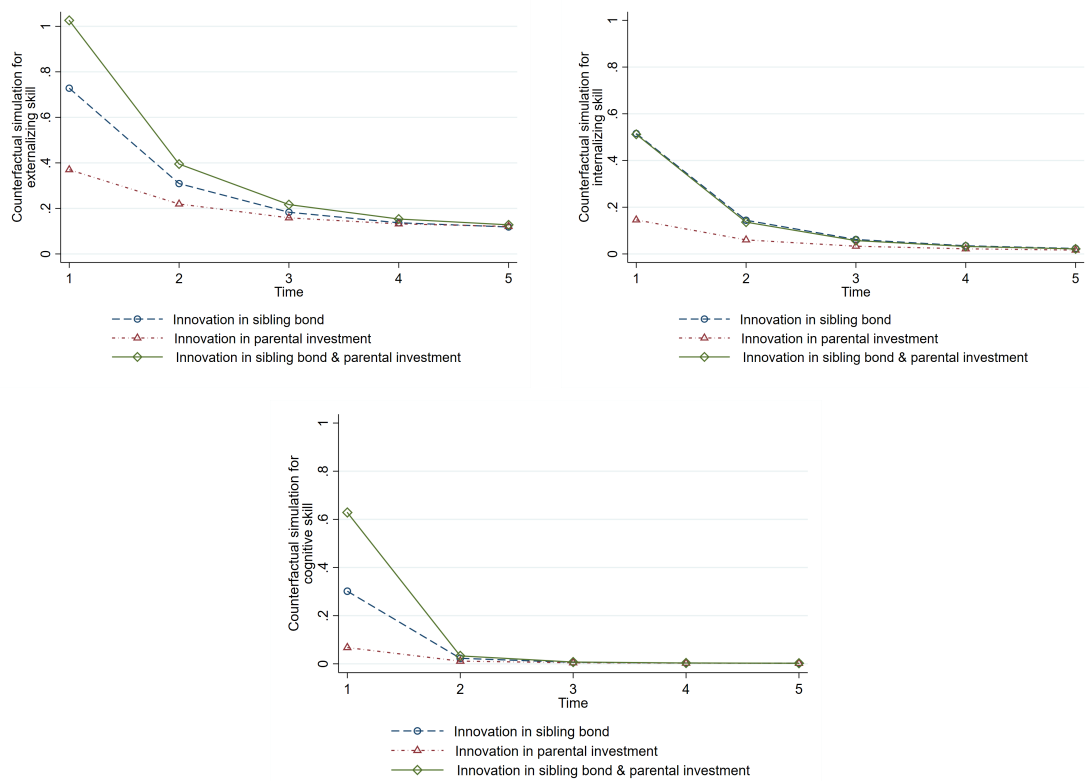 Counterfactual simulation for
externalizing skill
1
.8
.6
.4
.2
0
1 2 3 4 5
Time
Innovation in sibling bond
Innovation in parental investment
Innovation in sibling bond & parental investment
Counterfactual simulation for
internalizing skill
1
.8
.6
.4
.2
0
1 2 3 4 5
Time
Innovation in sibling bond
Innovation in parental investment
Innovation in sibling bond & parental investment
Counterfactual simulation for
cognitive skill
1
.8
.6
.4
.2
0
1 2 3 4 5
Time
Innovation in sibling bond
Innovation in parental investment
Innovation in sibling bond & parental investment